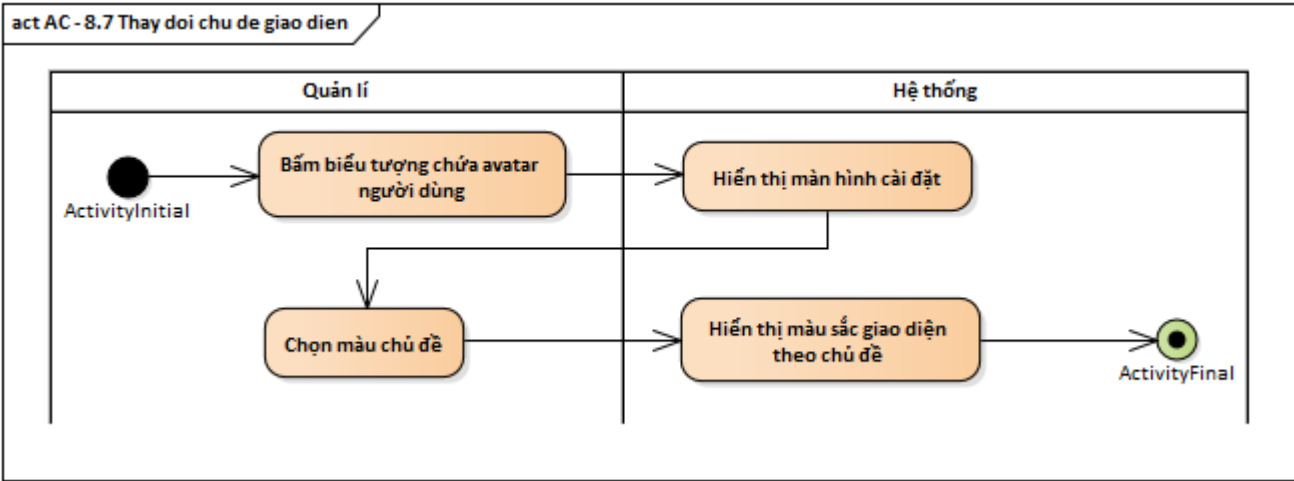 act AC - 8.7 Thay doi chu de giao dien
Quản lí
Hệ thống
Bấm biểu tượng chứa avatar
người dùng
Hiển thị màn hình cài đặt
ActivityInitial
Chọn màu chủ đề
Hiển thị màu sắc giao diện
theo chủ đề
ActivityFinal